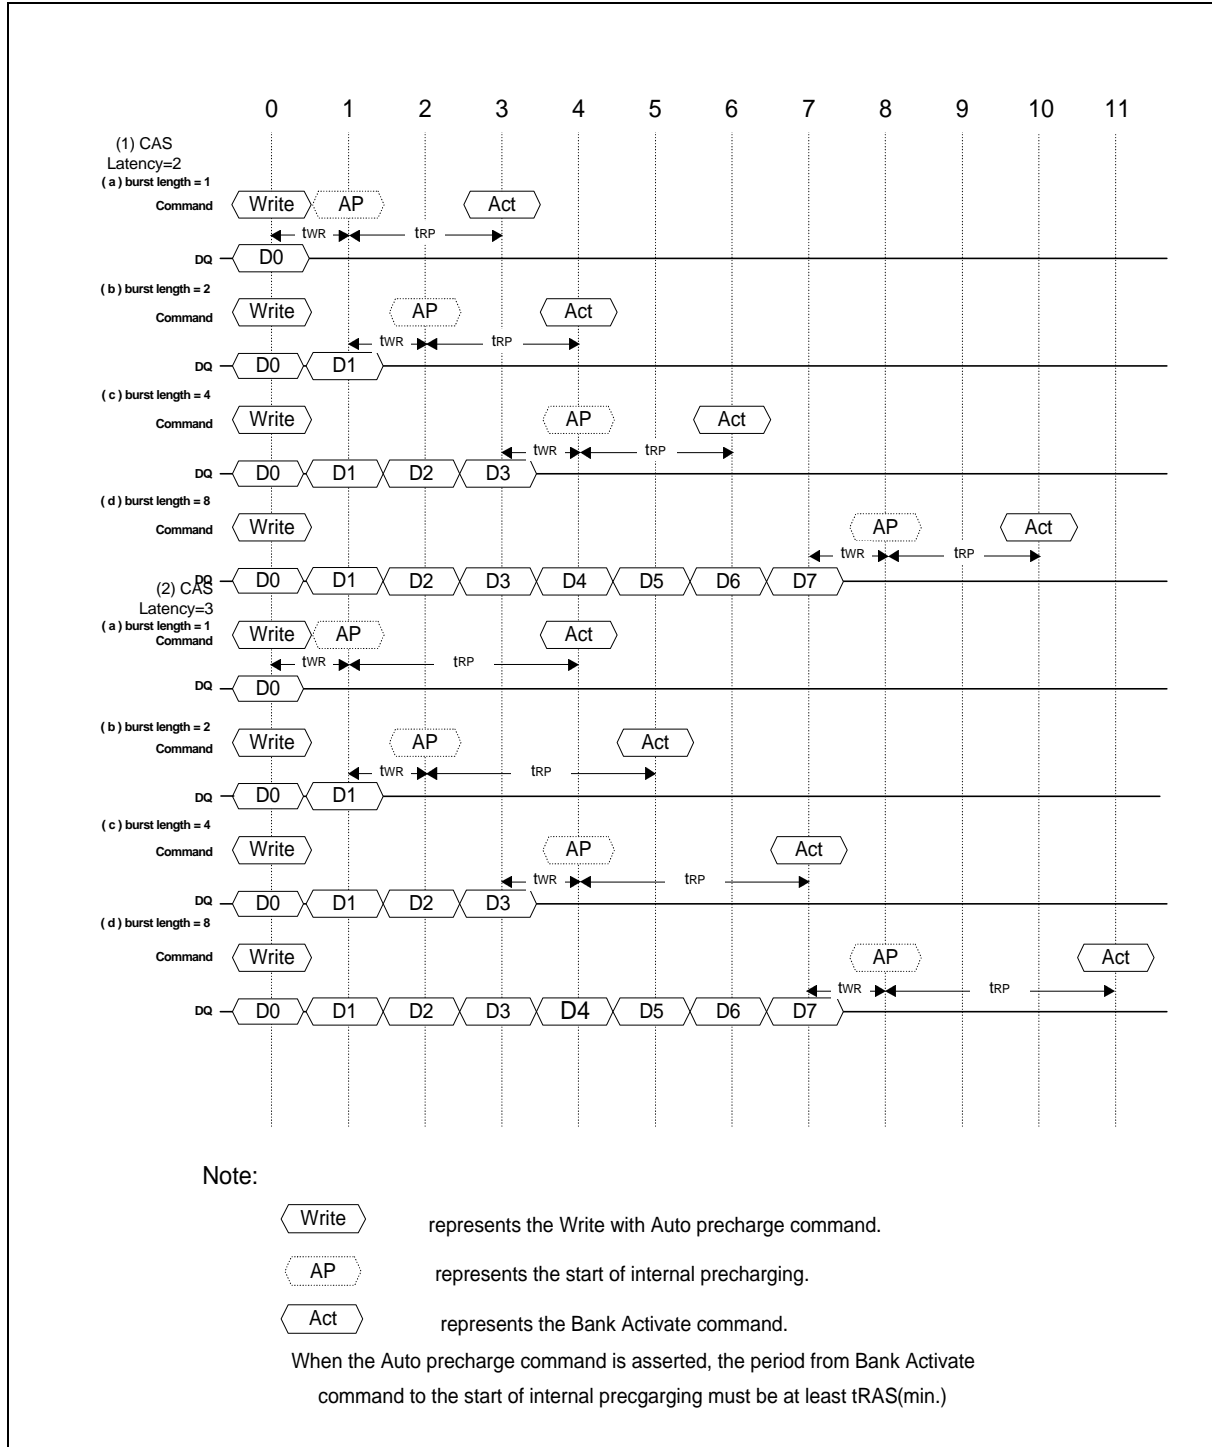 0 1 2 3 4 5 6 7 8 9 10 11
(1) CAS
Latency=2
( a ) burst length = 1
Command Write AP Act
tWR tRP
DQ D0
( b ) burst length = 2
Command Write AP Act
tWR tRP
DQ D0 D1
( c ) burst length = 4
Command Write AP Act
tWR tRP
DQ D0 D1 D2 D3
( d ) burst length = 8
Command Write AP Act
tWR tRP
DQ D0 D1 D2 D3 D4 D5 D6 D7
(2) CAS
Latency=3
( a ) burst length = 1
Command Write AP Act
tWR tRP
DQ D0
( b ) burst length = 2
Command Write AP Act
tWR tRP
DQ D0 D1
( c ) burst length = 4
Command Write AP Act
tWR tRP
DQ D0 D1 D2 D3
( d ) burst length = 8
Command Write AP Act
tWR tRP
DQ D0 D1 D2 D3 D4 D5 D6 D7
Note:
Write represents the Write with Auto precharge command.
AP represents the start of internal precharging.
Act represents the Bank Activate command.
When the Auto precharge command is asserted, the period from Bank Activate
command to the start of internal precgarging must be at least tRAS(min.)